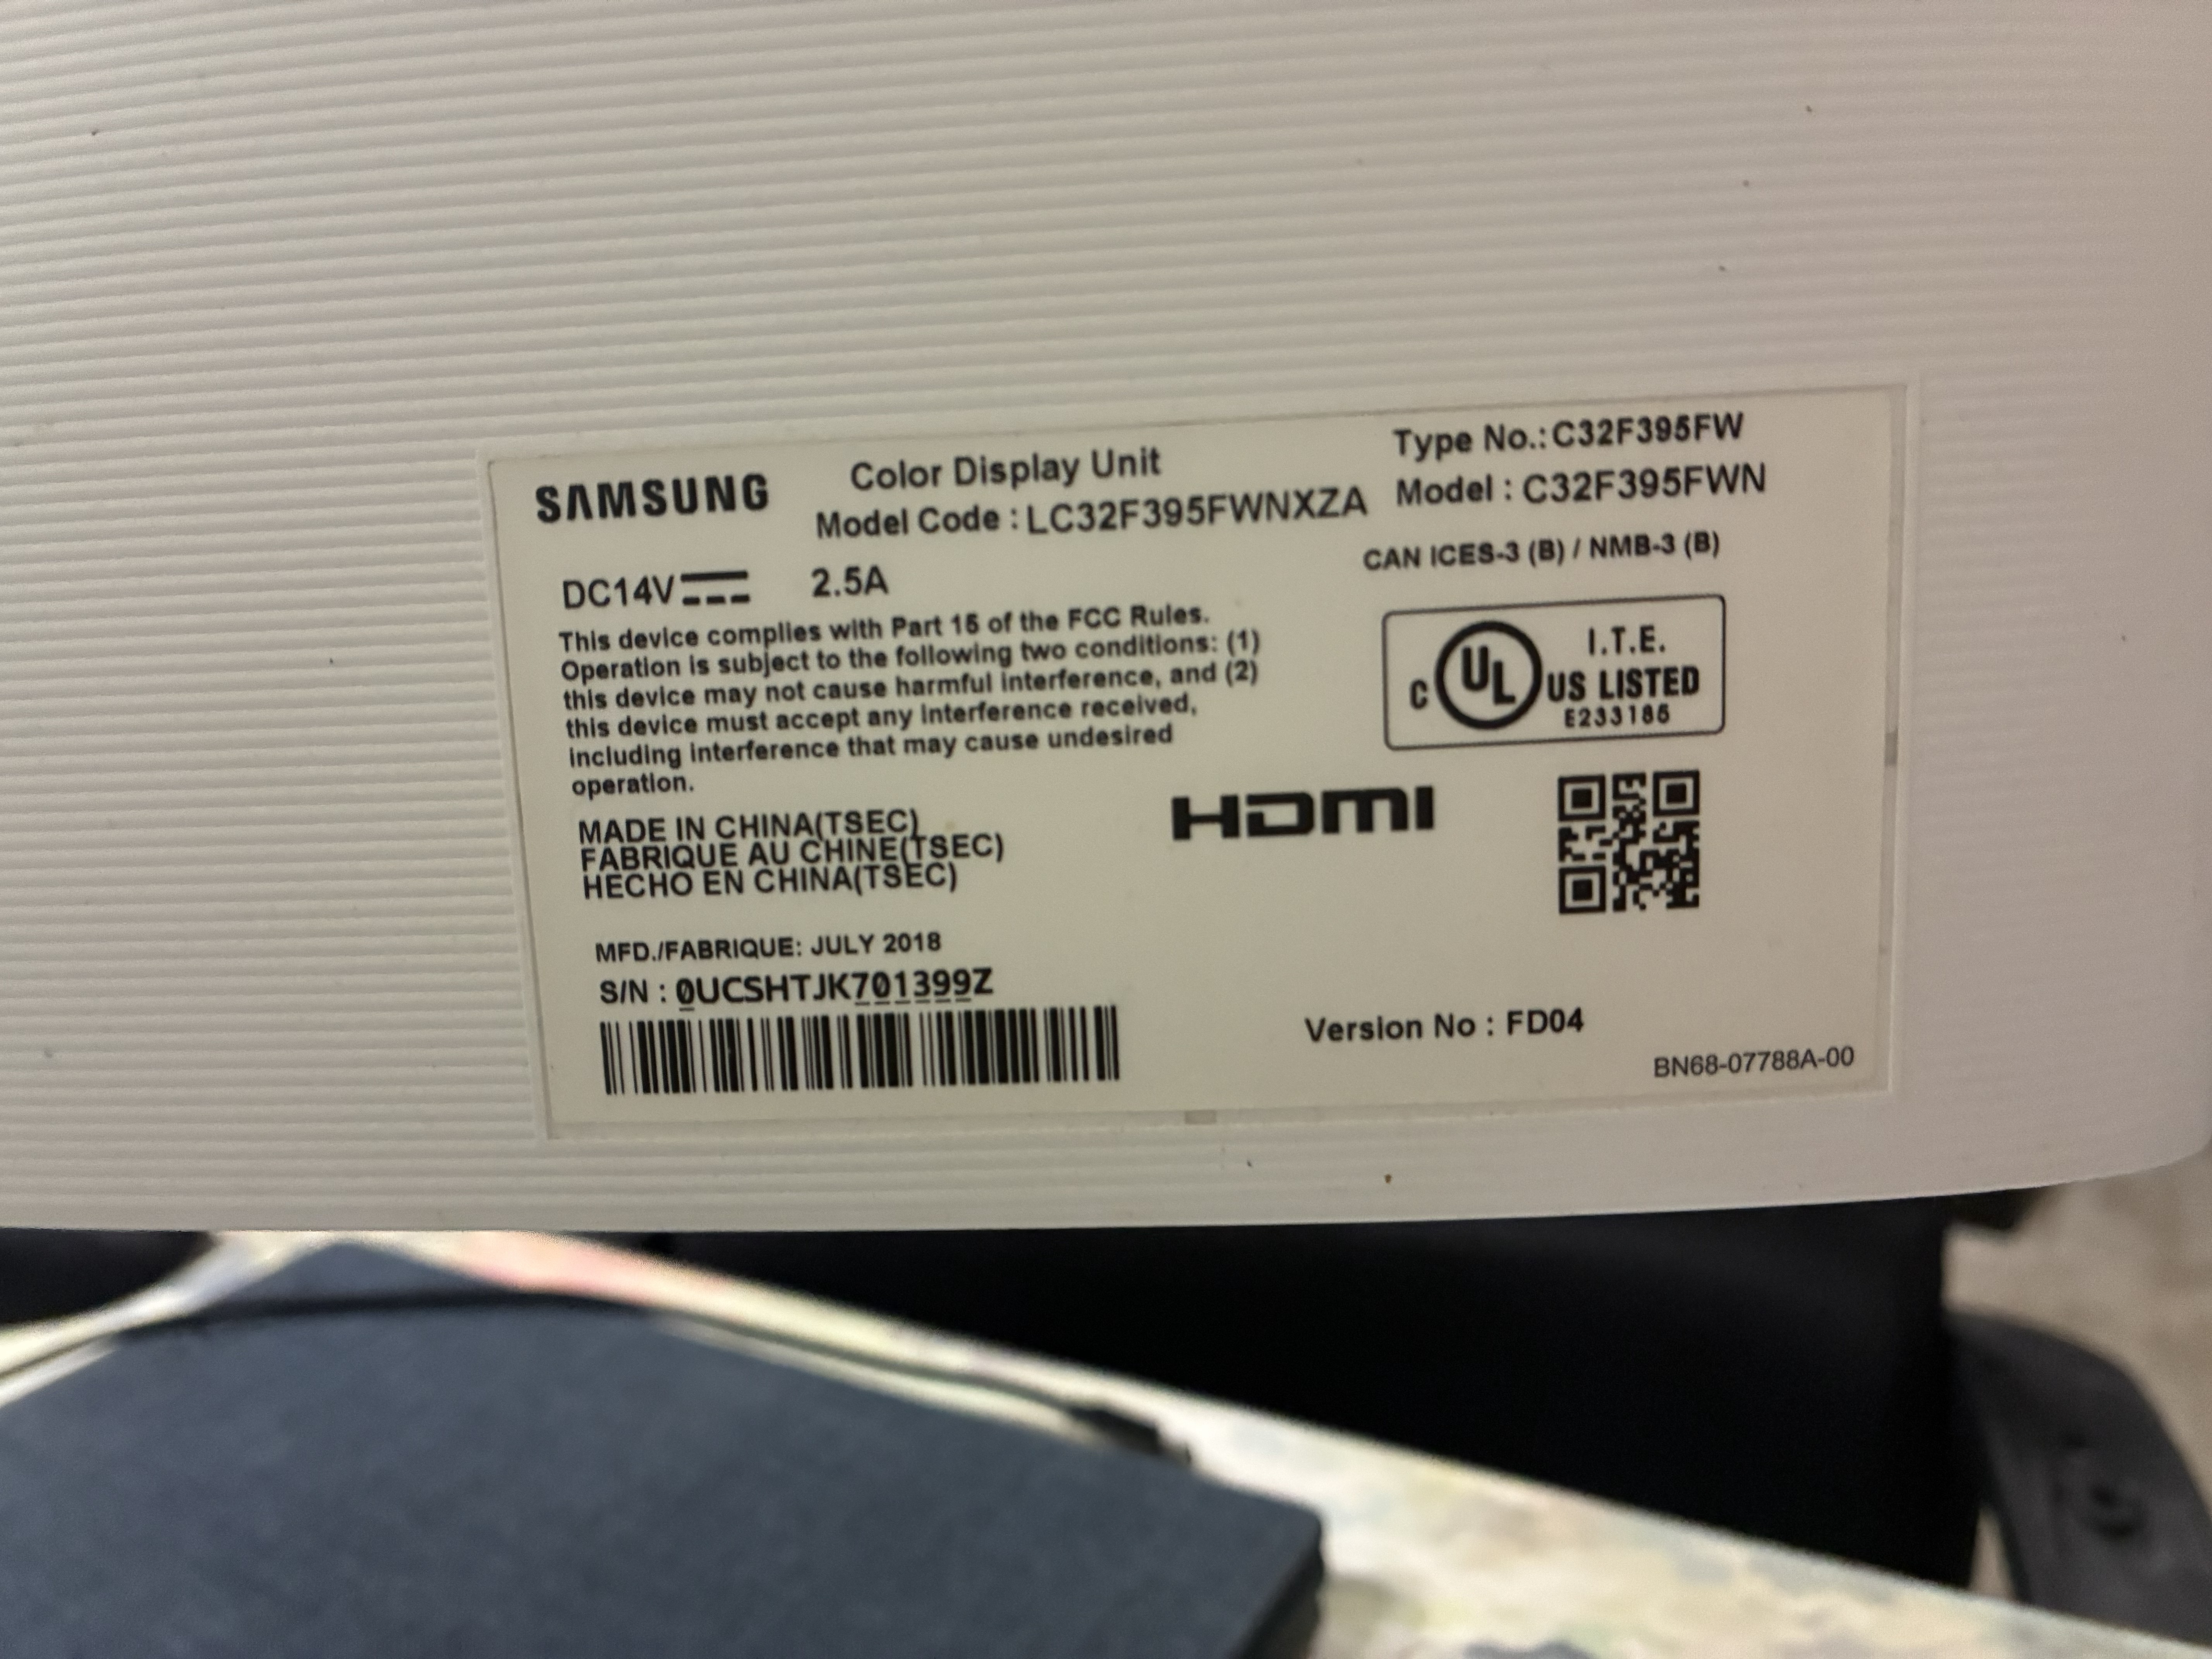 SAMSUNG
Color Display Unit
Model Code : LC32F395FWNXZA
Type No.:C32F395FW
Model : C32F395FWN
DC14V 2.5A
CAN ICES-3 (B) / NMB-3 (B)
This device complies with Part 15 of the FCC Rules.
Operation is subject to the following two conditions: (1)
this device may not cause harmful interference, and (2)
this device must accept any interference received,
including interference that may cause undesired
operation.
C UL US LISTED
I.T.E.
E233185
MADE IN CHINA(TSEC)
FABRIQUE AU CHINE(TSEC)
HECHO EN CHINA(TSEC)
HDMI
MFD./FABRIQUE: JULY 2018
S/N : 0UCSHTJK701399Z
Version No : FD04
BN68-07788A-00